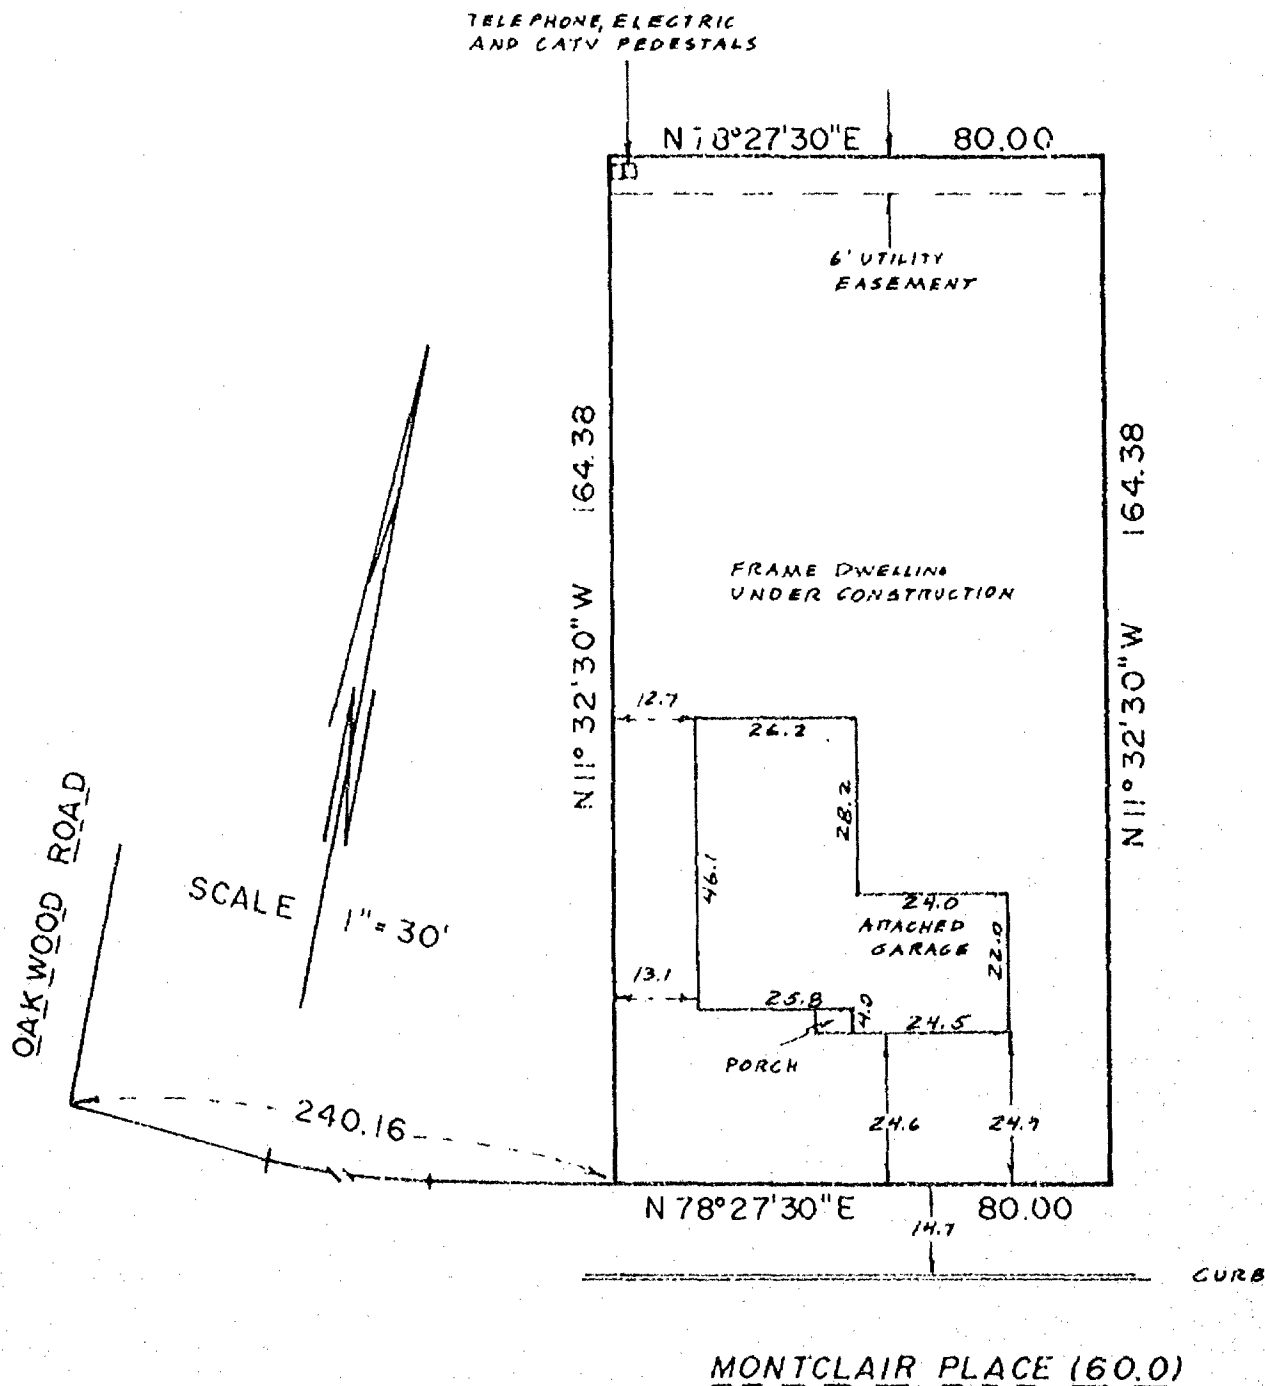 TELEPHONE, ELECTRIC
AND CATV PEDESTALS
N 78°27'30"E 80.00
6' UTILITY
EASEMENT
N 11° 32'30"W 164.38
N 11° 32'30"W 164.38
FRAME DWELLING
UNDER CONSTRUCTION
12.7
26.2
28.2
46.1
OAKWOOD ROAD
SCALE 1"=30'
24.0
ATTACHED
GARAGE
22.0
13.1
25.8
4.0
24.5
PORCH
240.16
24.6
24.9
N 78°27'30"E 80.00
14.7
CURB
MONTCLAIR PLACE (60.0)